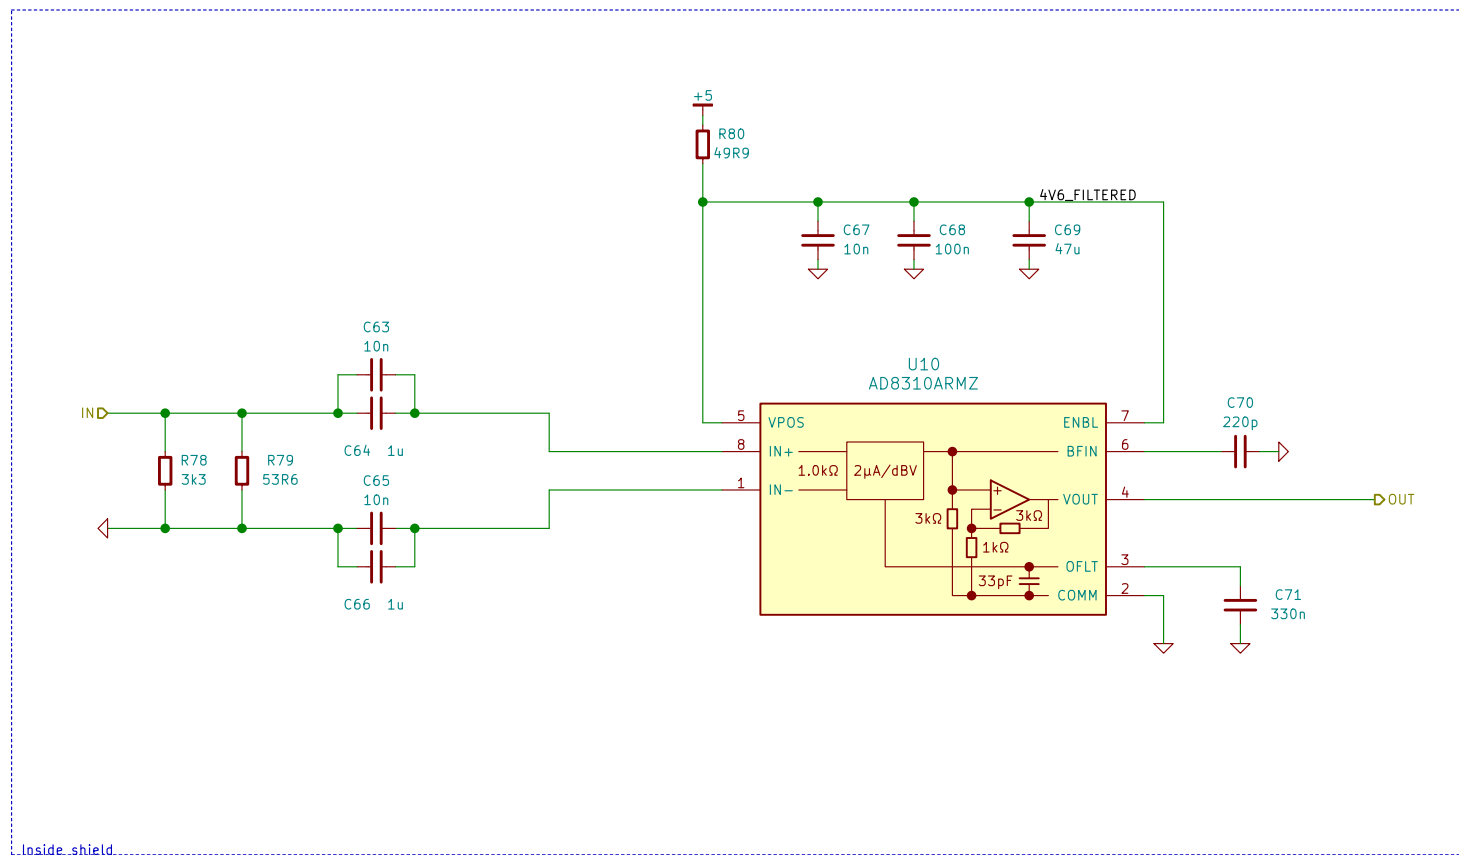 +5
R80
49R9
4V6_FILTERED
C67
10n
C68
100n
C69
47u
C63
10n
IN
C64 1u
R78
3k3
R79
53R6
C65
10n
C66 1u
U10
AD8310ARMZ
5
VPOS
ENBL
7
8
IN+
BFIN
6
1.0kΩ
2µA/dBV
1
IN-
+
VOUT
4
OUT
3kΩ
−
3kΩ
1kΩ
OFLT
3
33pF
COMM
2
C70
220p
C71
330n
Inside shield